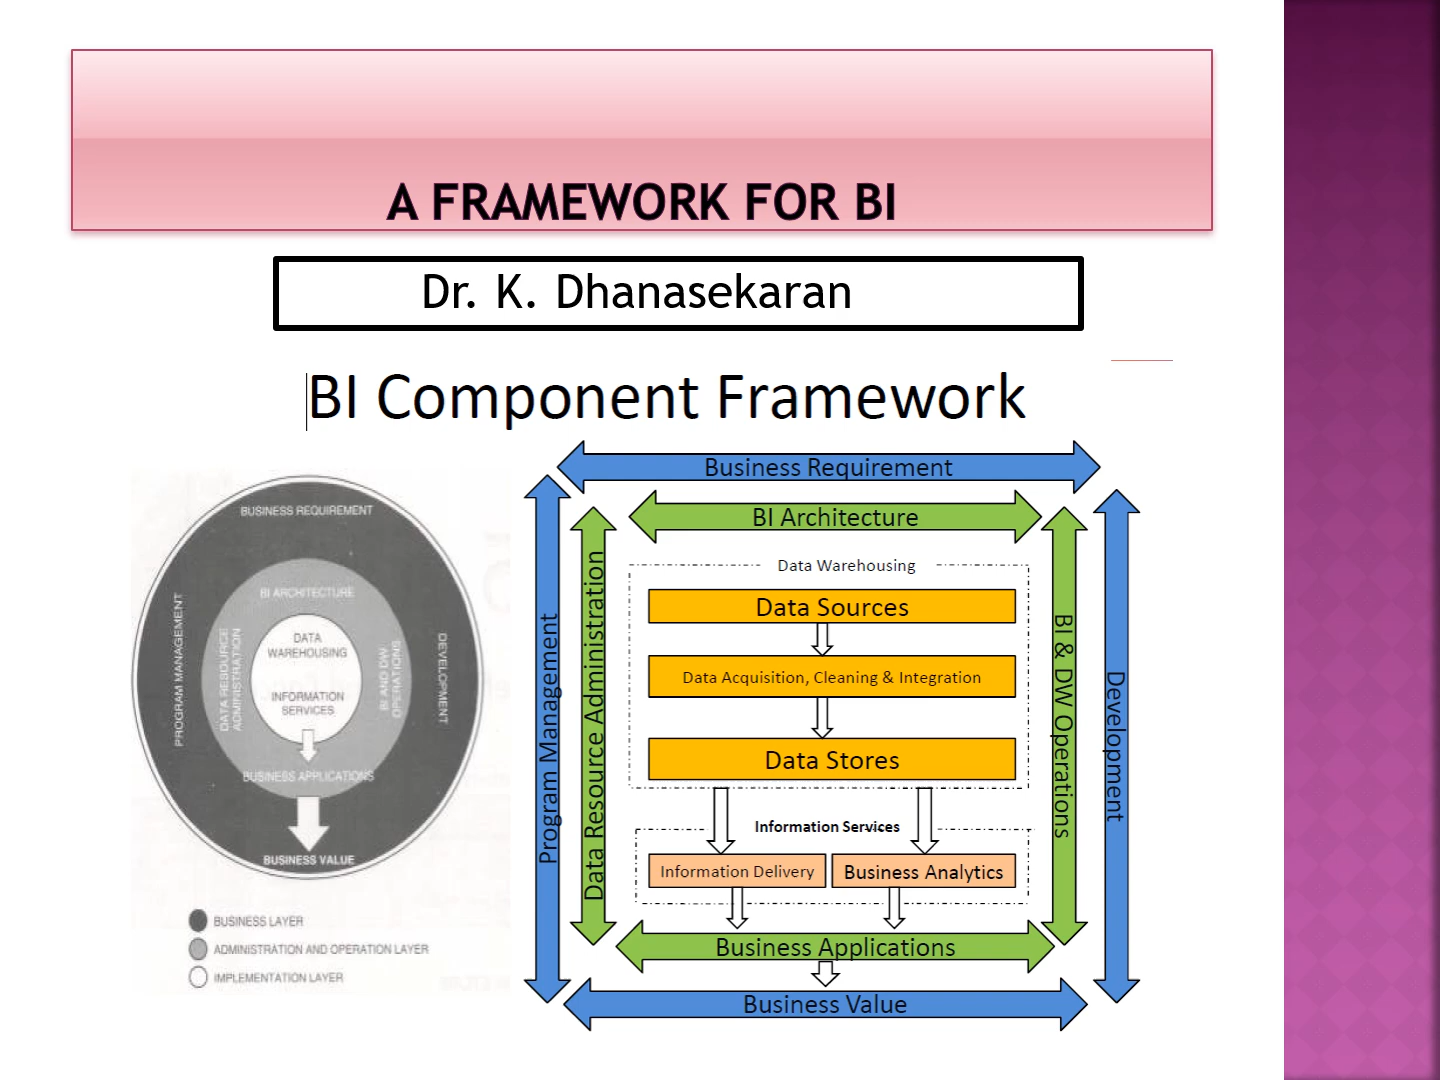 A FRAMEWORK FOR BI
Dr. K. Dhanasekaran
BI Component Framework
BUSINESS REQUIREMENT
BI ARCHITECTURE
PROGRAM MANAGEMENT
DATA RESOURCE
ADMINISTRATION
DATA
WAREHOUSING
INFORMATION
SERVICES
BI AND DW
OPERATIONS
DEVELOPMENT
BUSINESS APPLICATIONS
BUSINESS VALUE
BUSINESS LAYER
ADMINISTRATION AND OPERATION LAYER
IMPLEMENTATION LAYER
Business Requirement
BI Architecture
Program Management
Data Resource Administration
Data Warehousing
Data Sources
Data Acquisition, Cleaning & Integration
Data Stores
Information Services
Information Delivery
Business Analytics
BI & DW Operations
Development
Business Applications
Business Value